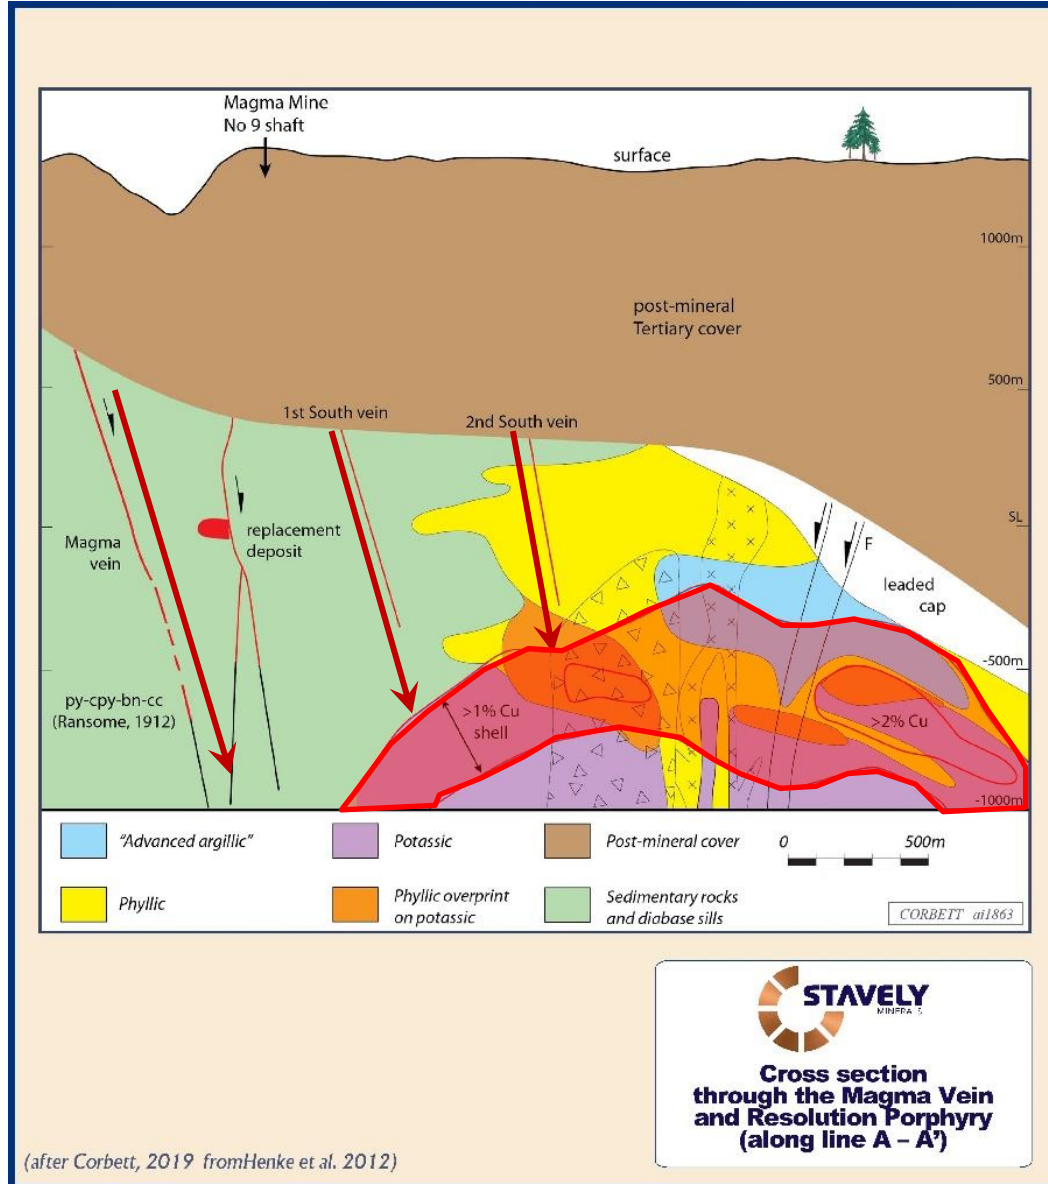 Magma Mine
No 9 shaft
surface
1000m
post-mineral
Tertiary cover
500m
1st South vein
2nd South vein
SL
Magma
vein
replacement
deposit
F
leaded
cap
-500m
py-cpy-bn-cc
(Ransome, 1912)
>1% Cu
shell
>2% Cu
-1000m
"Advanced argillic"
Potassic
Post-mineral cover
0
500m
Phyllic
Phyllic overprint
on potassic
Sedimentary rocks
and diabase sills
CORBETT ai1863
STAVELY
MINERALS
Cross section
through the Magma Vein
and Resolution Porphyry
(along line A – A')
(after Corbett, 2019 fromHenke et al. 2012)